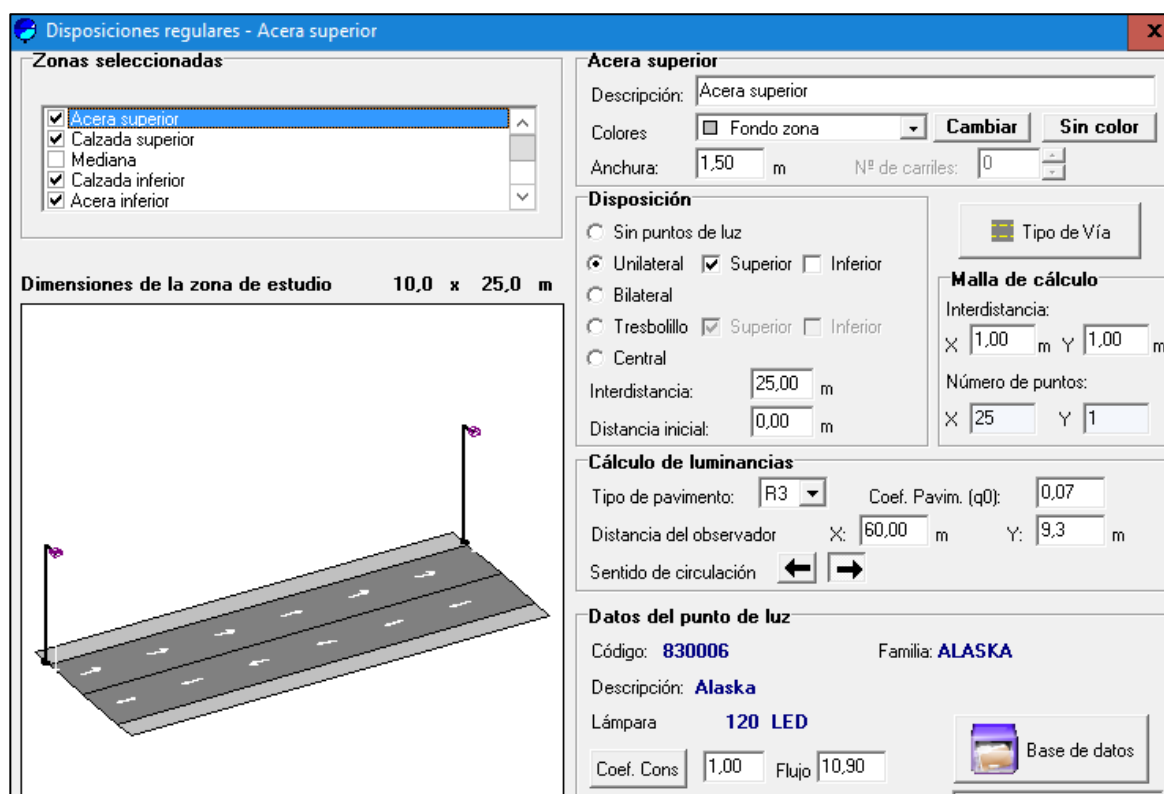 Disposiciones regulares - Acera superior x
Zonas seleccionadas
Acera superior
Calzada superior
Mediana
Calzada inferior
Acera inferior
Dimensiones de la zona de estudio 10,0 x 25,0 m
Acera superior
Descripción: Acera superior
Colores Fondo zona Cambiar Sin color
Anchura: 1,50 m Nº de carriles: 0
Disposición
Sin puntos de luz
Unilateral Superior Inferior
Bilateral
Tresbolillo Superior Inferior
Central
Interdistancia: 25,00 m
Distancia inicial: 0,00 m
Tipo de Vía
Malla de cálculo
Interdistancia:
X 1,00 m Y 1,00 m
Número de puntos:
X 25 Y 1
Cálculo de luminancias
Tipo de pavimento: R3 Coef. Pavim. (q0): 0,07
Distancia del observador X: 60,00 m Y: 9,3 m
Sentido de circulación
Datos del punto de luz
Código: 830006 Familia: ALASKA
Descripción: Alaska
Lámpara 120 LED
Coef. Cons 1,00 Flujo 10,90
Base de datos